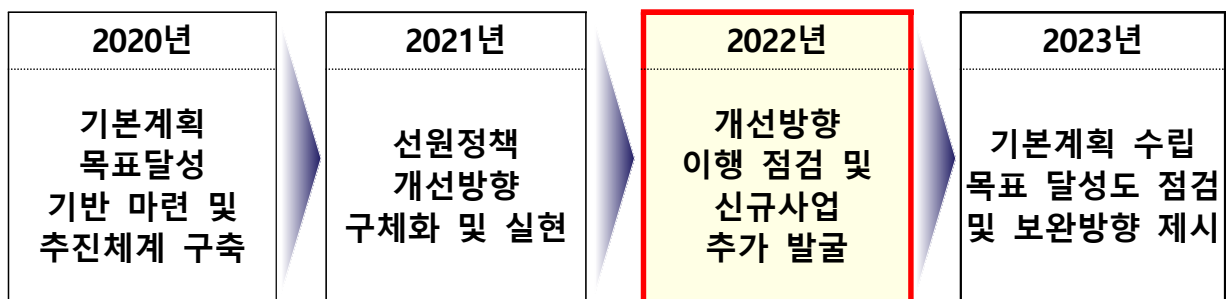 2020년
기본계획
목표달성
기반 마련 및
추진체계 구축
2021년
선원정책
개선방향
구체화 및 실현
2022년
개선방향
이행 점검 및
신규사업
추가 발굴
2023년
기본계획 수립
목표 달성도 점검
및 보완방향 제시